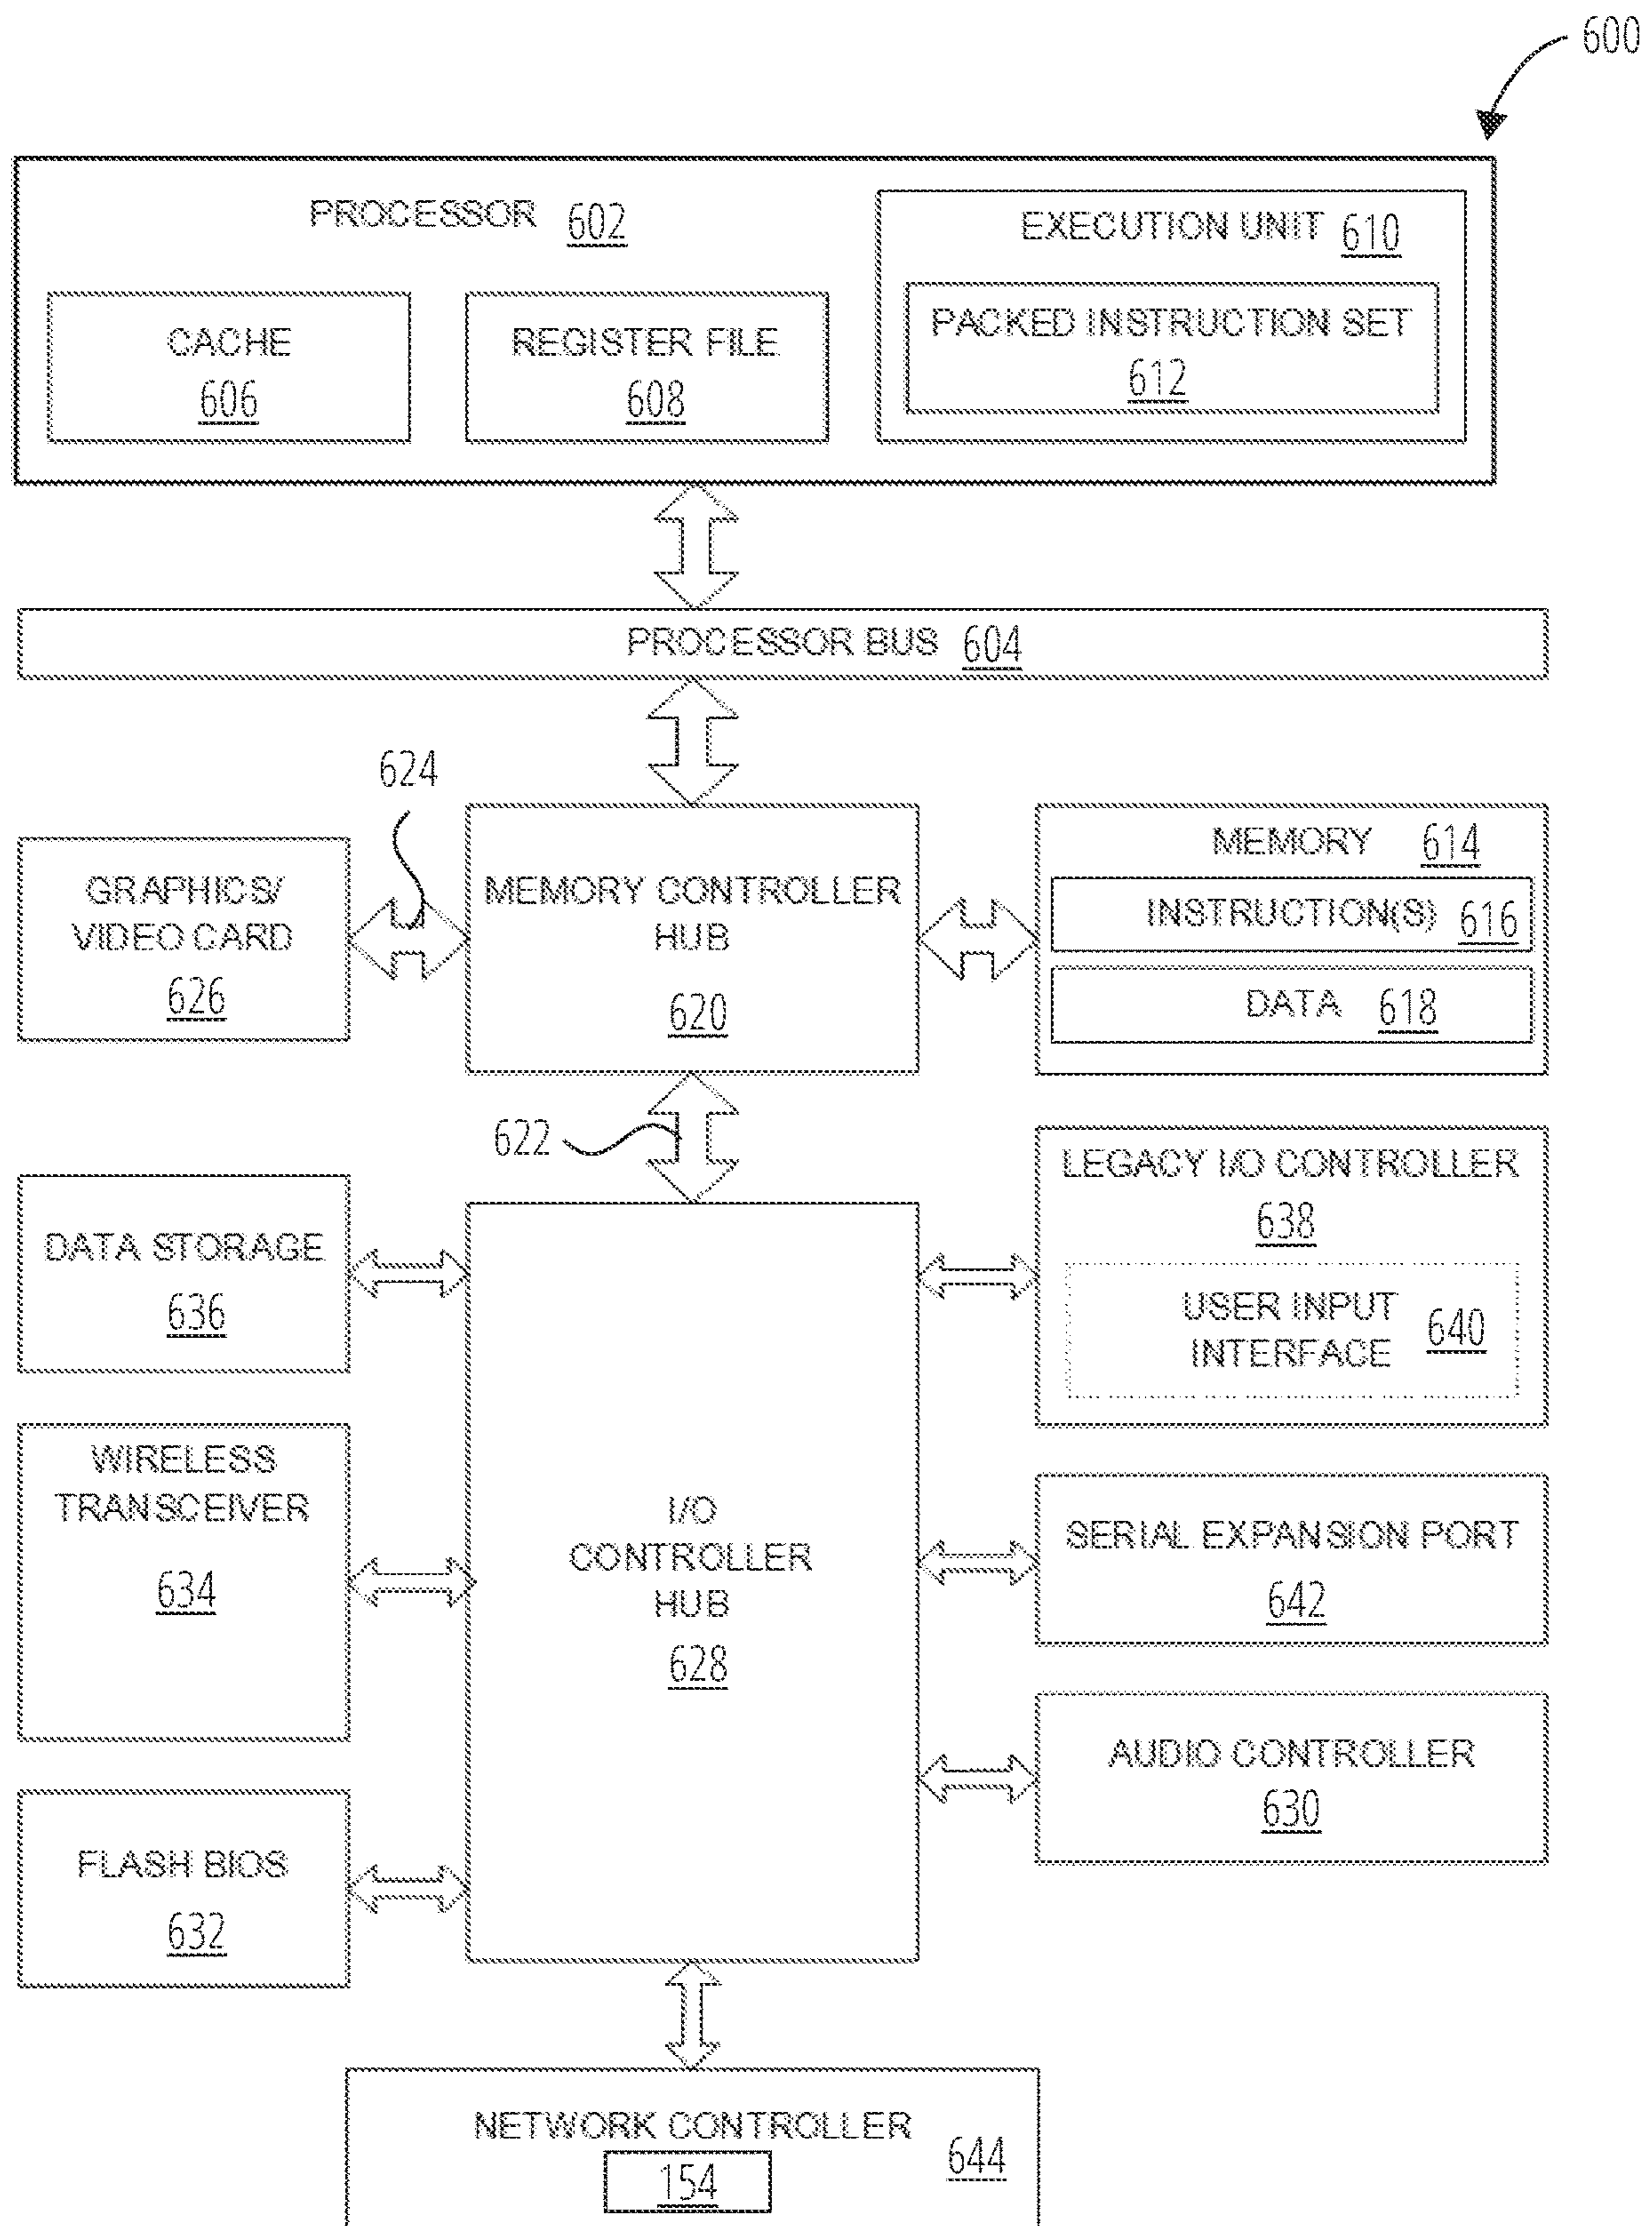 600
PROCESSOR 602
EXECUTION UNIT 610
CACHE
606
REGISTER FILE
608
PACKED INSTRUCTION SET
612
PROCESSOR BUS 604
624
GRAPHICS/
VIDEO CARD
626
MEMORY CONTROLLER
HUB
620
MEMORY 614
INSTRUCTION(S) 616
DATA 618
622
DATA STORAGE
636
LEGACY I/O CONTROLLER
638
USER INPUT
INTERFACE
640
WIRELESS
TRANSCEIVER
634
I/O
CONTROLLER
HUB
628
SERIAL EXPANSION PORT
642
AUDIO CONTROLLER
630
FLASH BIOS
632
NETWORK CONTROLLER
644
154